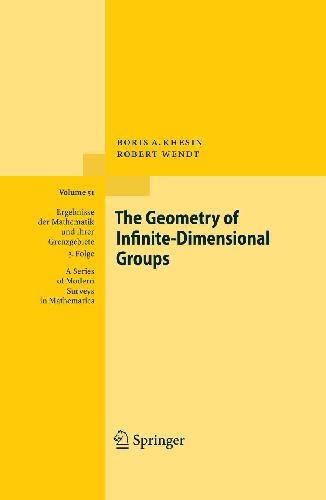 BORIS A. KHESIN
ROBERT WENDT
Volume 51
Ergebnisse
der Mathematik
und ihrer
Grenzgebiete
3. Folge
A Series
of Modern
Surveys
in Mathematics
The Geometry of
Infinite-Dimensional
Groups
Springer